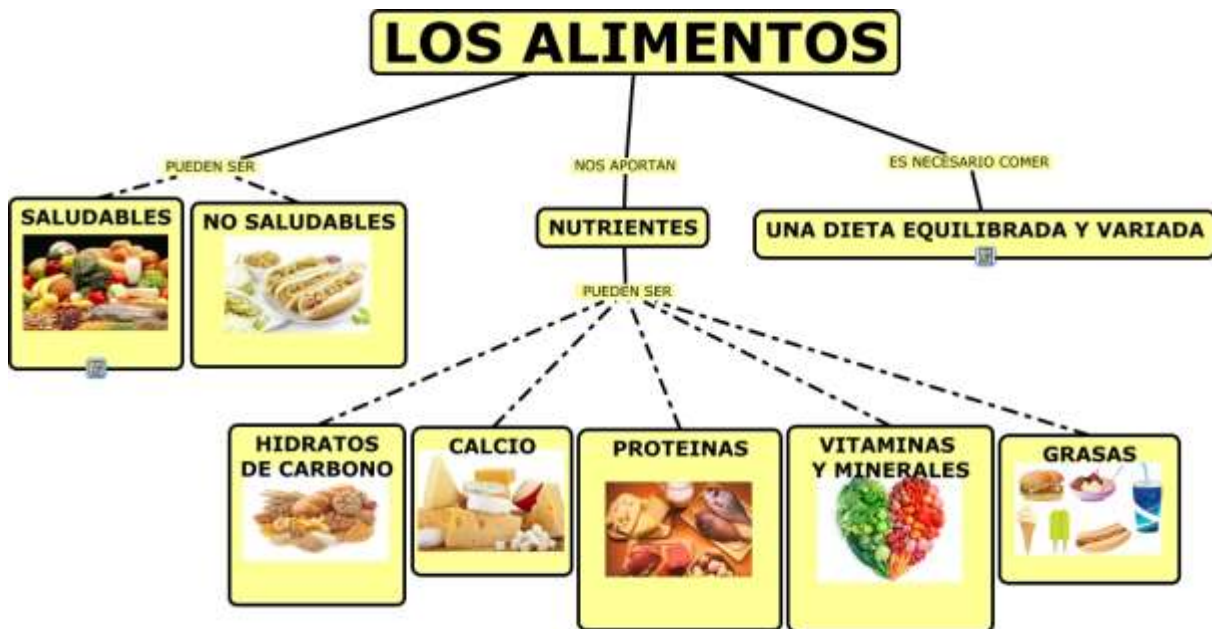 LOS ALIMENTOS
PUEDEN SER
NOS APORTAN
ES NECESARIO COMER
SALUDABLES
NO SALUDABLES
NUTRIENTES
UNA DIETA EQUILIBRADA Y VARIADA
PUEDEN SER
HIDRATOS
DE CARBONO
CALCIO
PROTEINAS
VITAMINAS
Y MINERALES
GRASAS